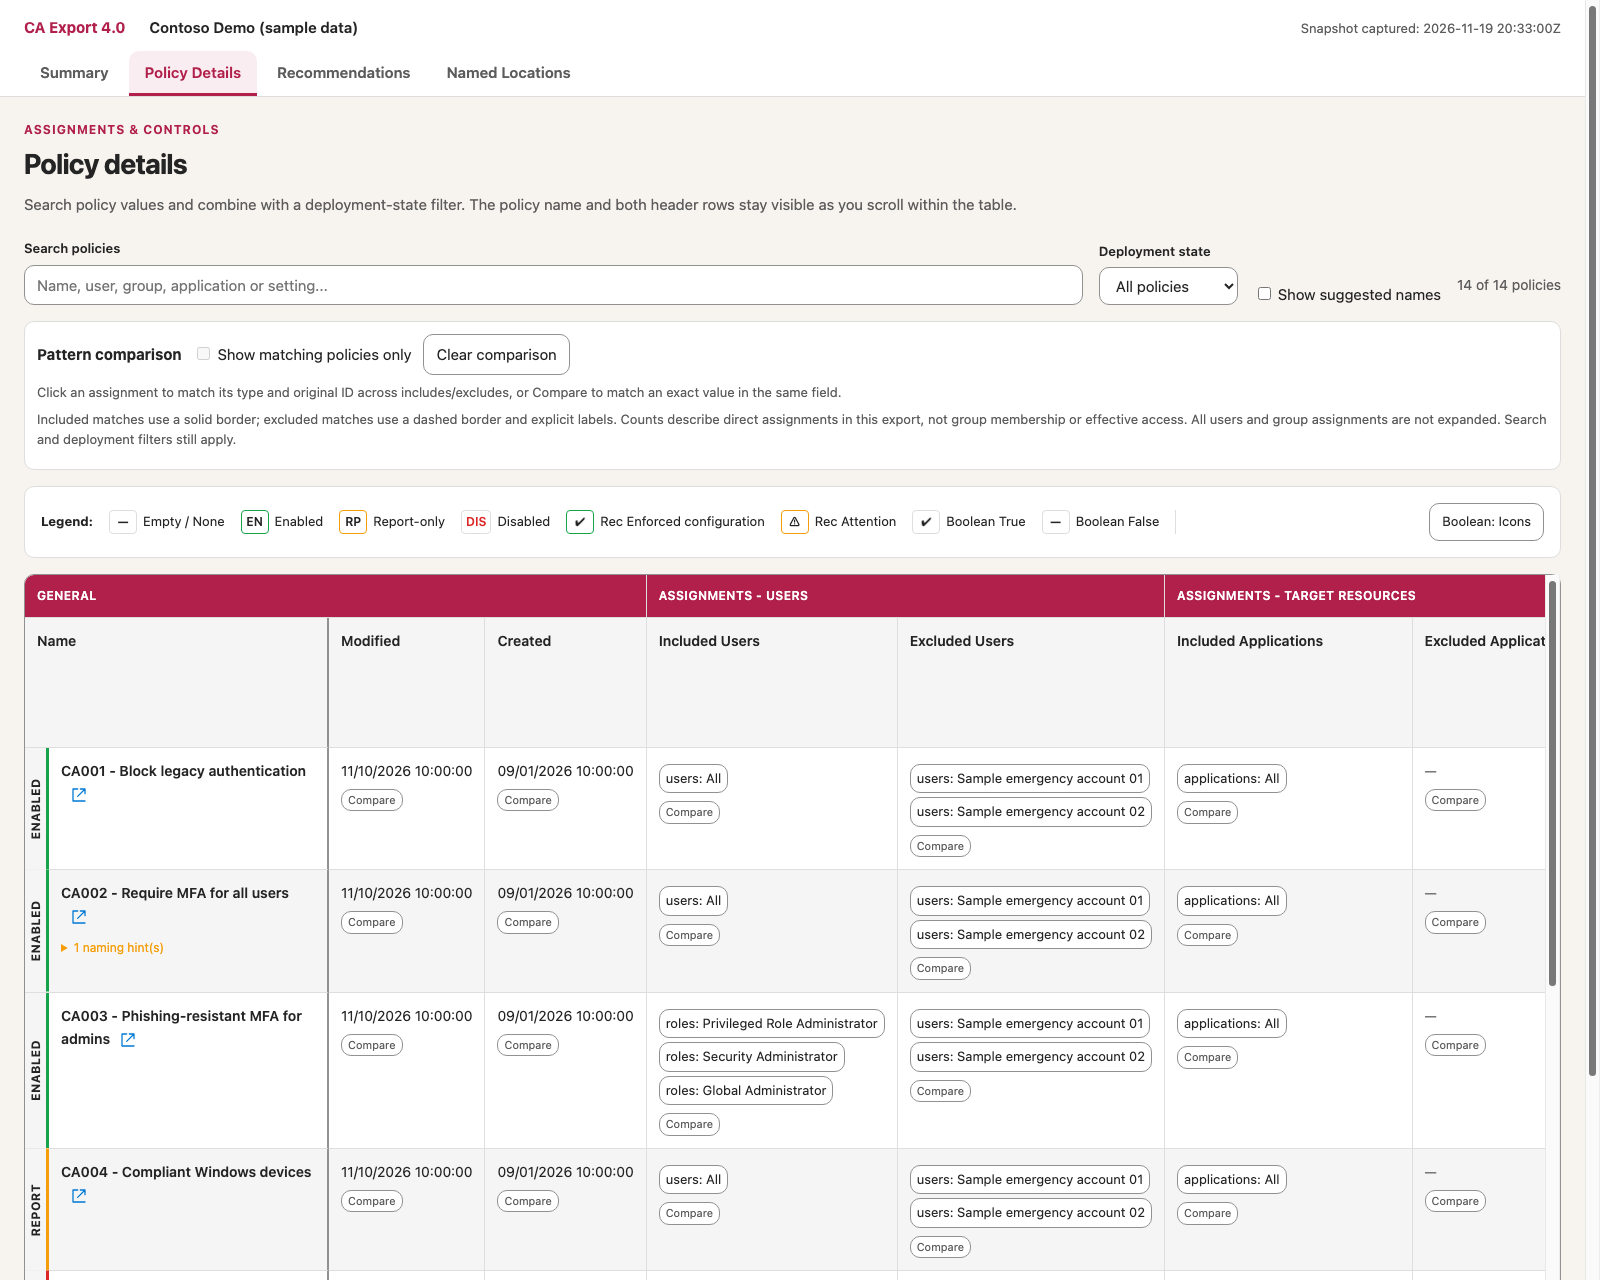 CA Export 4.0
Contoso Demo (sample data)
Snapshot captured: 2026-11-19 20:33:00Z
Summary
Policy Details
Recommendations
Named Locations
ASSIGNMENTS & CONTROLS
Policy details
Search policy values and combine with a deployment-state filter. The policy name and both header rows stay visible as you scroll within the table.
Search policies
Name, user, group, application or setting...
Deployment state
All policies
Show suggested names
14 of 14 policies
Pattern comparison
Show matching policies only
Clear comparison
Click an assignment to match its type and original ID across includes/excludes, or Compare to match an exact value in the same field.
Included matches use a solid border; excluded matches use a dashed border and explicit labels. Counts describe direct assignments in this export, not group membership or effective access. All users and group assignments are not expanded. Search
and deployment filters still apply.
Legend:
— Empty / None
EN Enabled
RP Report-only
DIS Disabled
✔ Rec Enforced configuration
⚠ Rec Attention
✔ Boolean True
— Boolean False
Boolean: Icons
GENERAL
ASSIGNMENTS - USERS
ASSIGNMENTS - TARGET RESOURCES
Name
Modified
Created
Included Users
Excluded Users
Included Applications
Excluded Applicat
ENABLED
CA001 - Block legacy authentication
11/10/2026 10:00:00
Compare
09/01/2026 10:00:00
Compare
users: All
Compare
users: Sample emergency account 01
users: Sample emergency account 02
Compare
applications: All
Compare
—
Compare
ENABLED
CA002 - Require MFA for all users
1 naming hint(s)
11/10/2026 10:00:00
Compare
09/01/2026 10:00:00
Compare
users: All
Compare
users: Sample emergency account 01
users: Sample emergency account 02
Compare
applications: All
Compare
—
Compare
ENABLED
CA003 - Phishing-resistant MFA for
admins
11/10/2026 10:00:00
Compare
09/01/2026 10:00:00
Compare
roles: Privileged Role Administrator
roles: Security Administrator
roles: Global Administrator
Compare
users: Sample emergency account 01
users: Sample emergency account 02
Compare
applications: All
Compare
—
Compare
REPORT
CA004 - Compliant Windows devices
11/10/2026 10:00:00
Compare
09/01/2026 10:00:00
Compare
users: All
Compare
users: Sample emergency account 01
users: Sample emergency account 02
Compare
applications: All
Compare
—
Compare